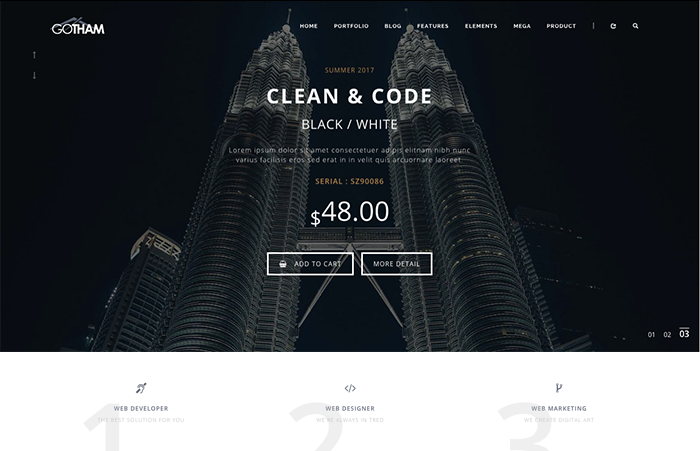 GOTHAM
HOME PORTFOLIO BLOG FEATURES ELEMENTS MEGA PRODUCT
SUMMER 2017
CLEAN & CODE
BLACK / WHITE
Lorem ipsum dolor sit amet consectetuer adipis elitnam nibh nunc
varius facilisis eros sed erat in in velit quis arcuornare laoreet.
SERIAL : SZ90086
$48.00
ADD TO CART MORE DETAIL
01 02 03
1 2 3
WEB DEVELOPER WEB DESIGNER WEB MARKETING
THE BEST SOLUTION FOR YOU WE'RE ALWAYS IN TRED WE CREATE DIGITAL ART